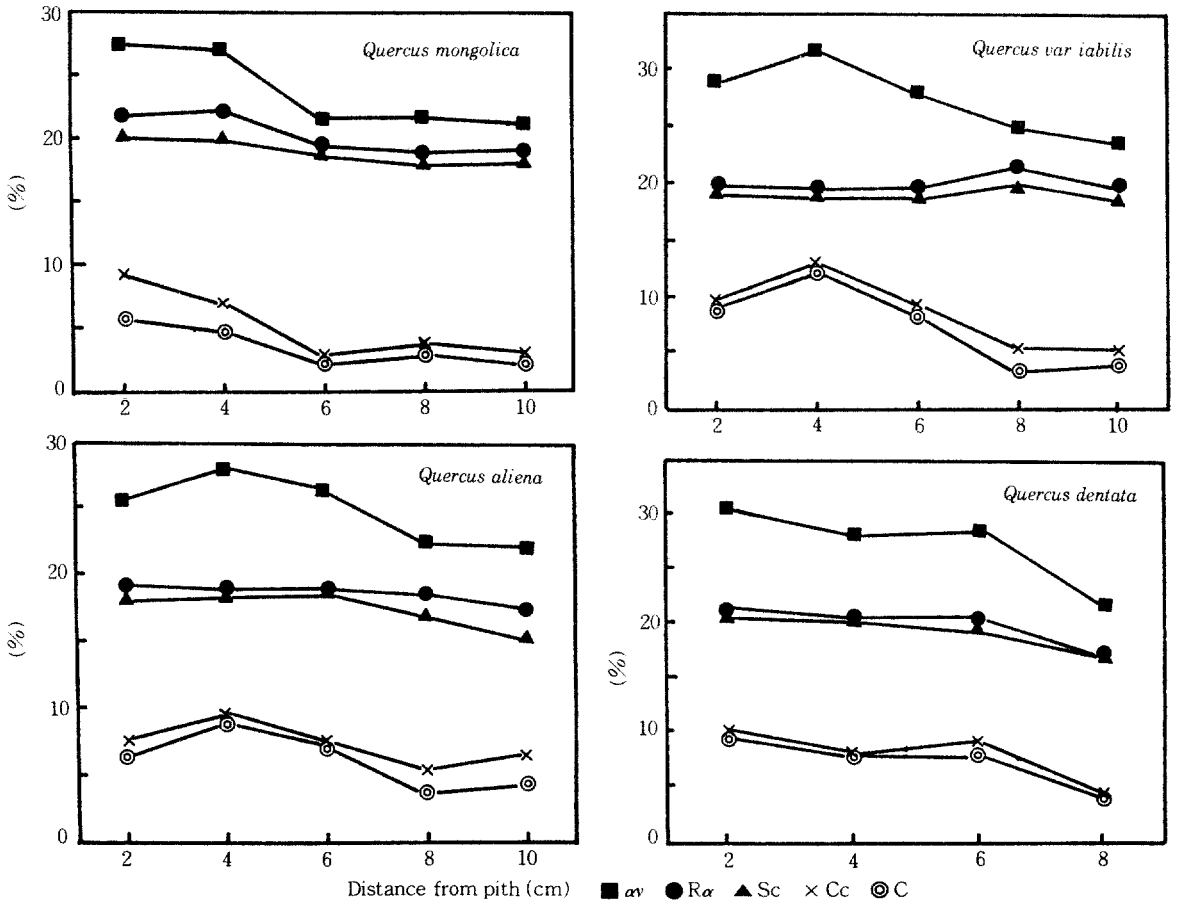 30
20
10
0
(%)
Quercus mongolica
2 4 6 8 10
30
20
10
0
Quercus var iabilis
2 4 6 8 10
30
20
10
0
(%)
Quercus aliena
2 4 6 8 10
30
20
10
0
(%)
Quercus dentata
2 4 6 8
Distance from pith (cm) ■ αv ● Rα ▲ Sc × Cc ◎ C